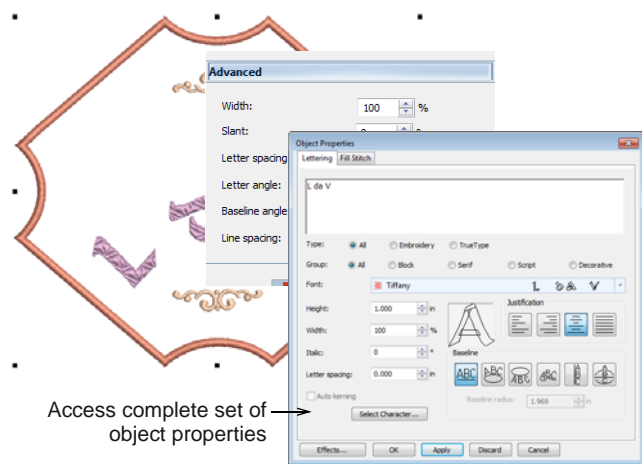 Advanced
Width: 100 %
Slant:
Letter spacing
Letter angle:
Baseline angle
Line spacing:
Object Properties
Lettering Fill Stitch
L da V
Type: All Embroidery TrueType
Group: All Block Serif Script Decorative
Font: Tiffany L da V
Height: 1.000 in
Justification
Width: 100 %
Italic: 0 °
Baseline
Letter spacing: 0.000 in
ABC ABC ABC ABC ABC
Auto kerning
Baseline radius: 1.969 in
Select Character...
Effects... OK Apply Discard Cancel
Access complete set of
object properties